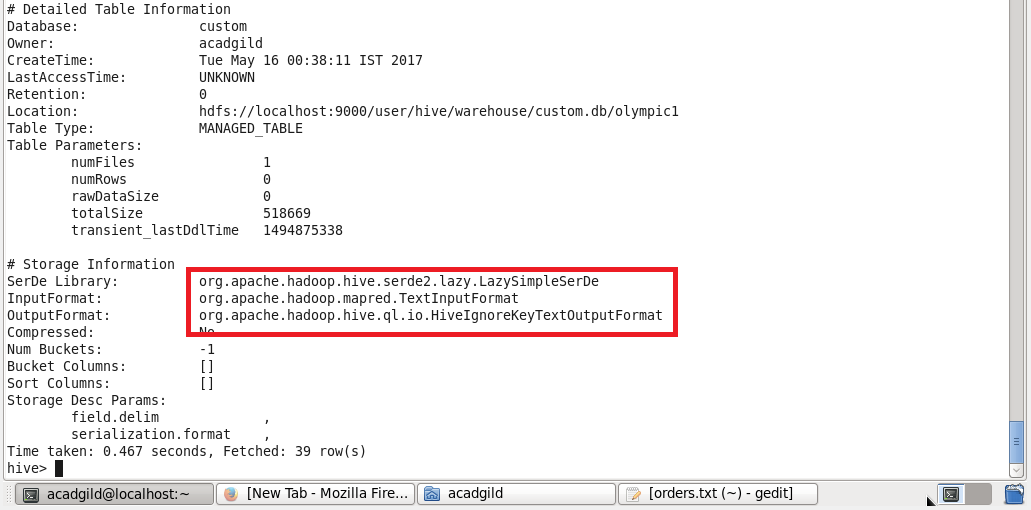 # Detailed Table Information
Database: custom
Owner: acadgild
CreateTime: Tue May 16 00:38:11 IST 2017
LastAccessTime: UNKNOWN
Retention: 0
Location: hdfs://localhost:9000/user/hive/warehouse/custom.db/olympic1
Table Type: MANAGED_TABLE
Table Parameters:
numFiles 1
numRows 0
rawDataSize 0
totalSize 518669
transient_lastDdlTime 1494875338
# Storage Information
SerDe Library: org.apache.hadoop.hive.serde2.lazy.LazySimpleSerDe
InputFormat: org.apache.hadoop.mapred.TextInputFormat
OutputFormat: org.apache.hadoop.hive.ql.io.HiveIgnoreKeyTextOutputFormat
Compressed: No
Num Buckets: -1
Bucket Columns: []
Sort Columns: []
Storage Desc Params:
field.delim ,
serialization.format ,
Time taken: 0.467 seconds, Fetched: 39 row(s)
hive>
acadgild@localhost:~ [New Tab - Mozilla Fire... acadgild [orders.txt (~) - gedit]